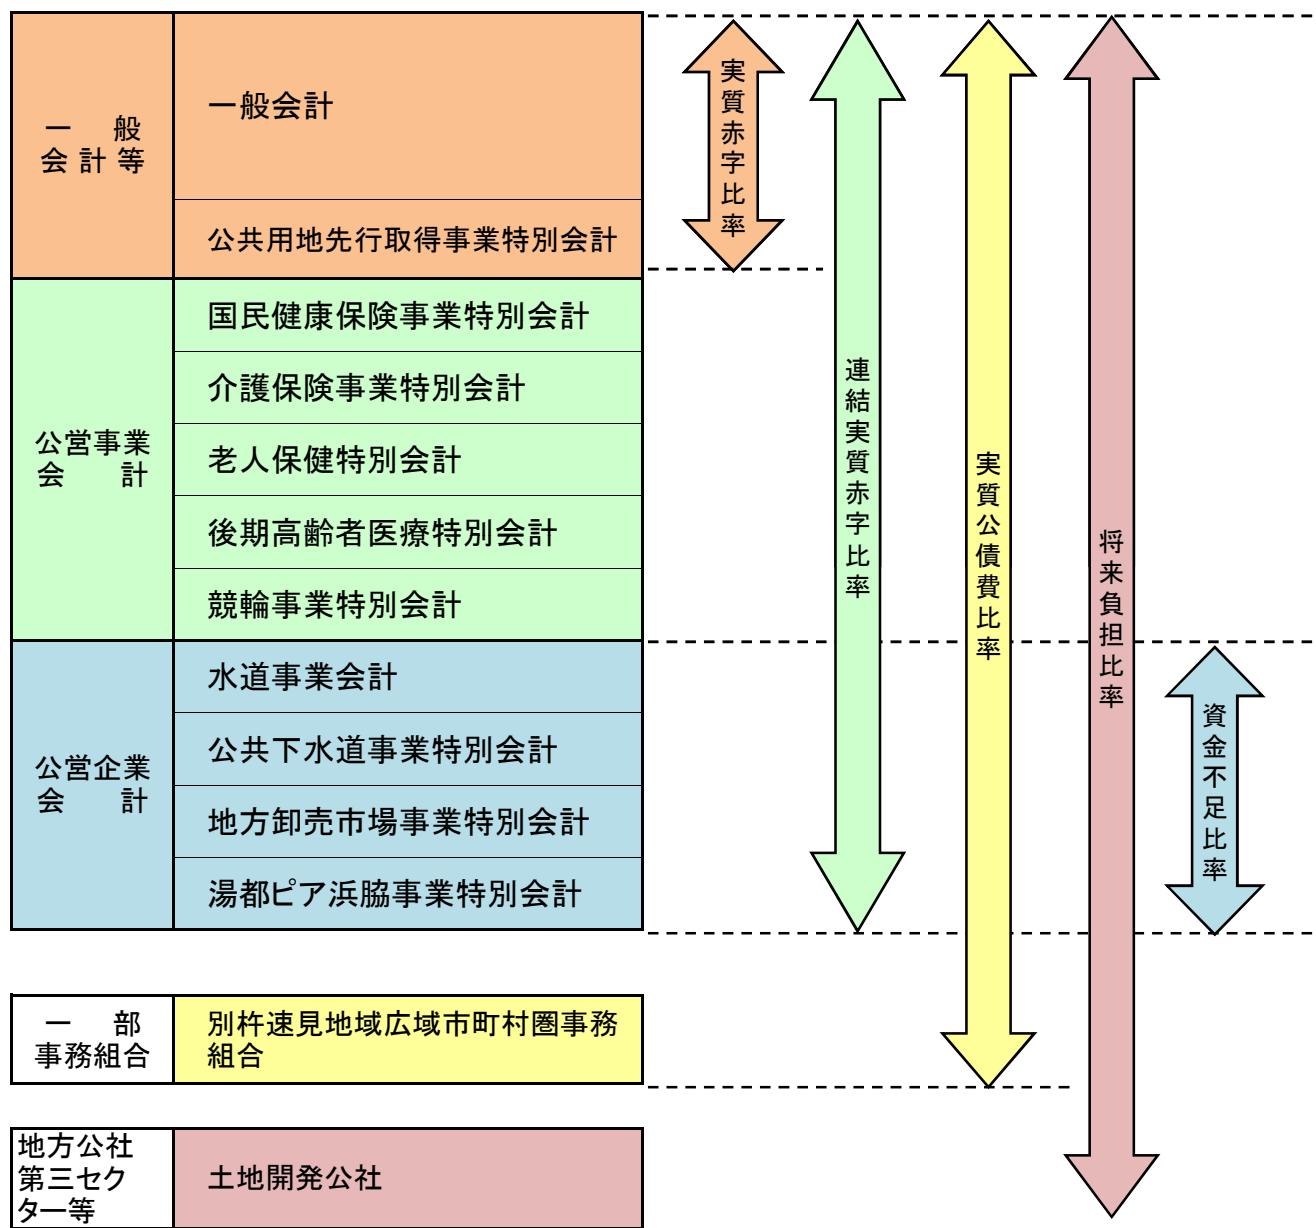 一般
会計等
一般会計
公共用地先行取得事業特別会計
公営事業
会計
国民健康保険事業特別会計
介護保険事業特別会計
老人保健特別会計
後期高齢者医療特別会計
競輪事業特別会計
公営企業
会計
水道事業会計
公共下水道事業特別会計
地方卸売市場事業特別会計
湯都ピア浜脇事業特別会計
一部
事務組合
別杵速見地域広域市町村圏事務
組合
地方公社
第三セク
ター等
土地開発公社
実質赤字比率
連結実質赤字比率
実質公債費比率
将来負担比率
資金不足比率